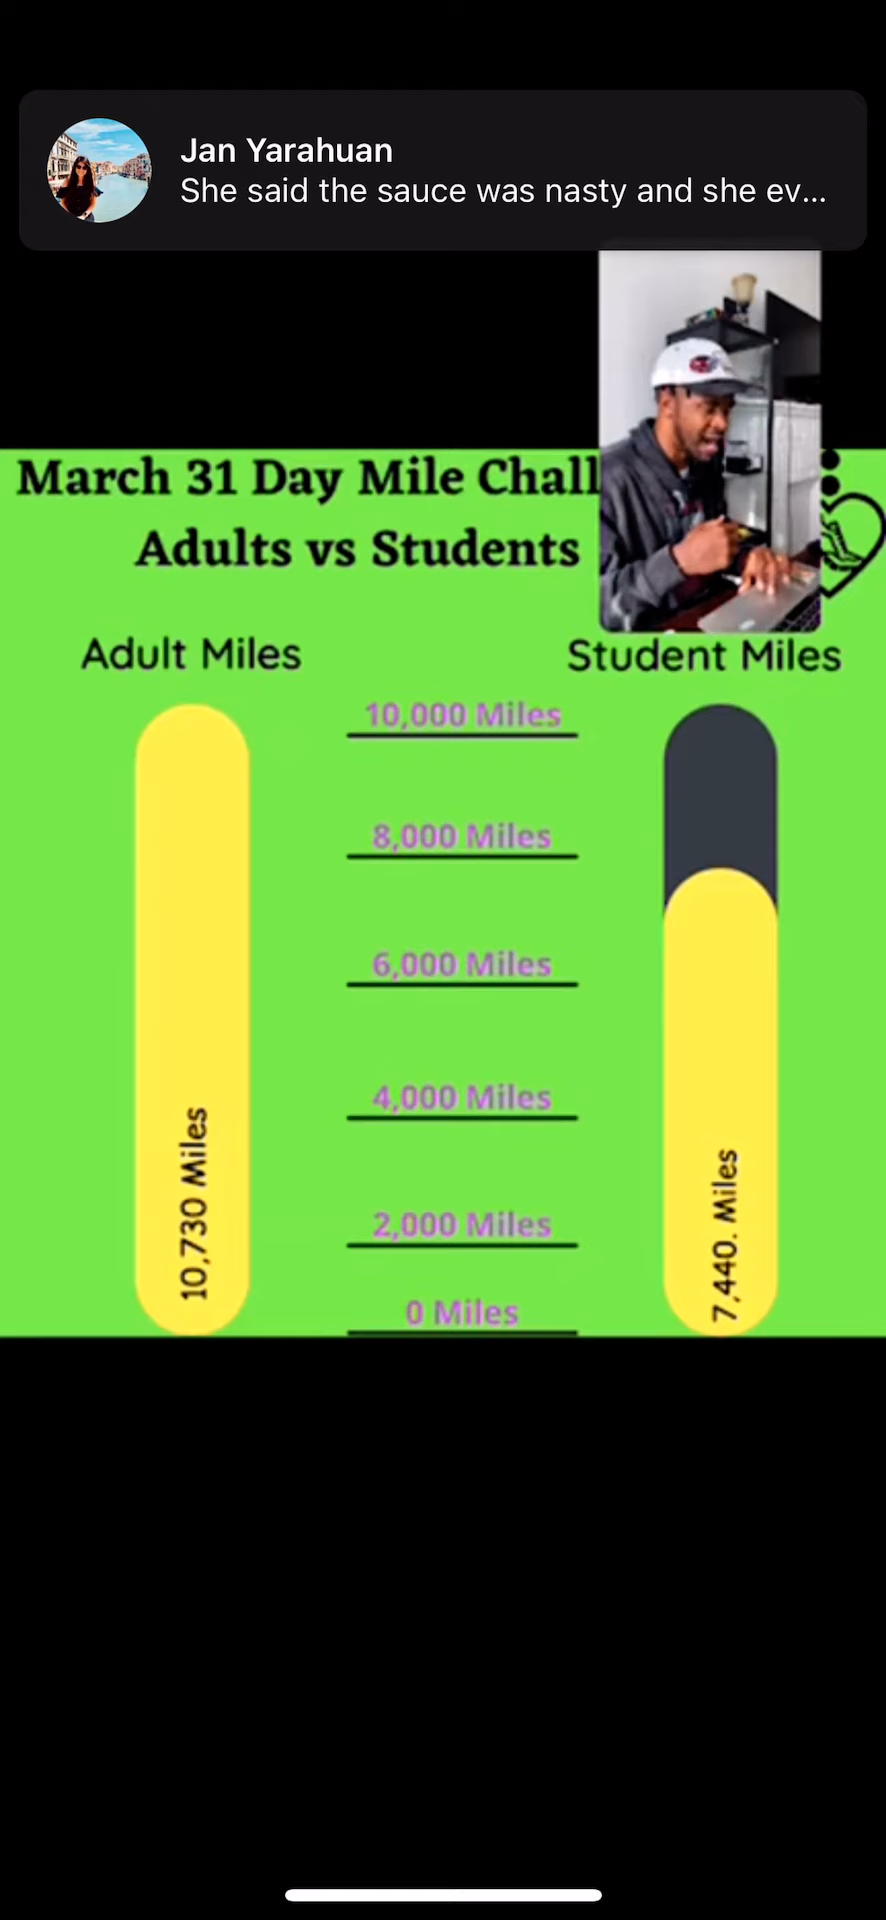 Jan Yarahuan
She said the sauce was nasty and she ev...
March 31 Day Mile Chall
Adults vs Students
Adult Miles
Student Miles
10,000 Miles
8,000 Miles
6,000 Miles
4,000 Miles
2,000 Miles
0 Miles
10,730 Miles
7,440. Miles